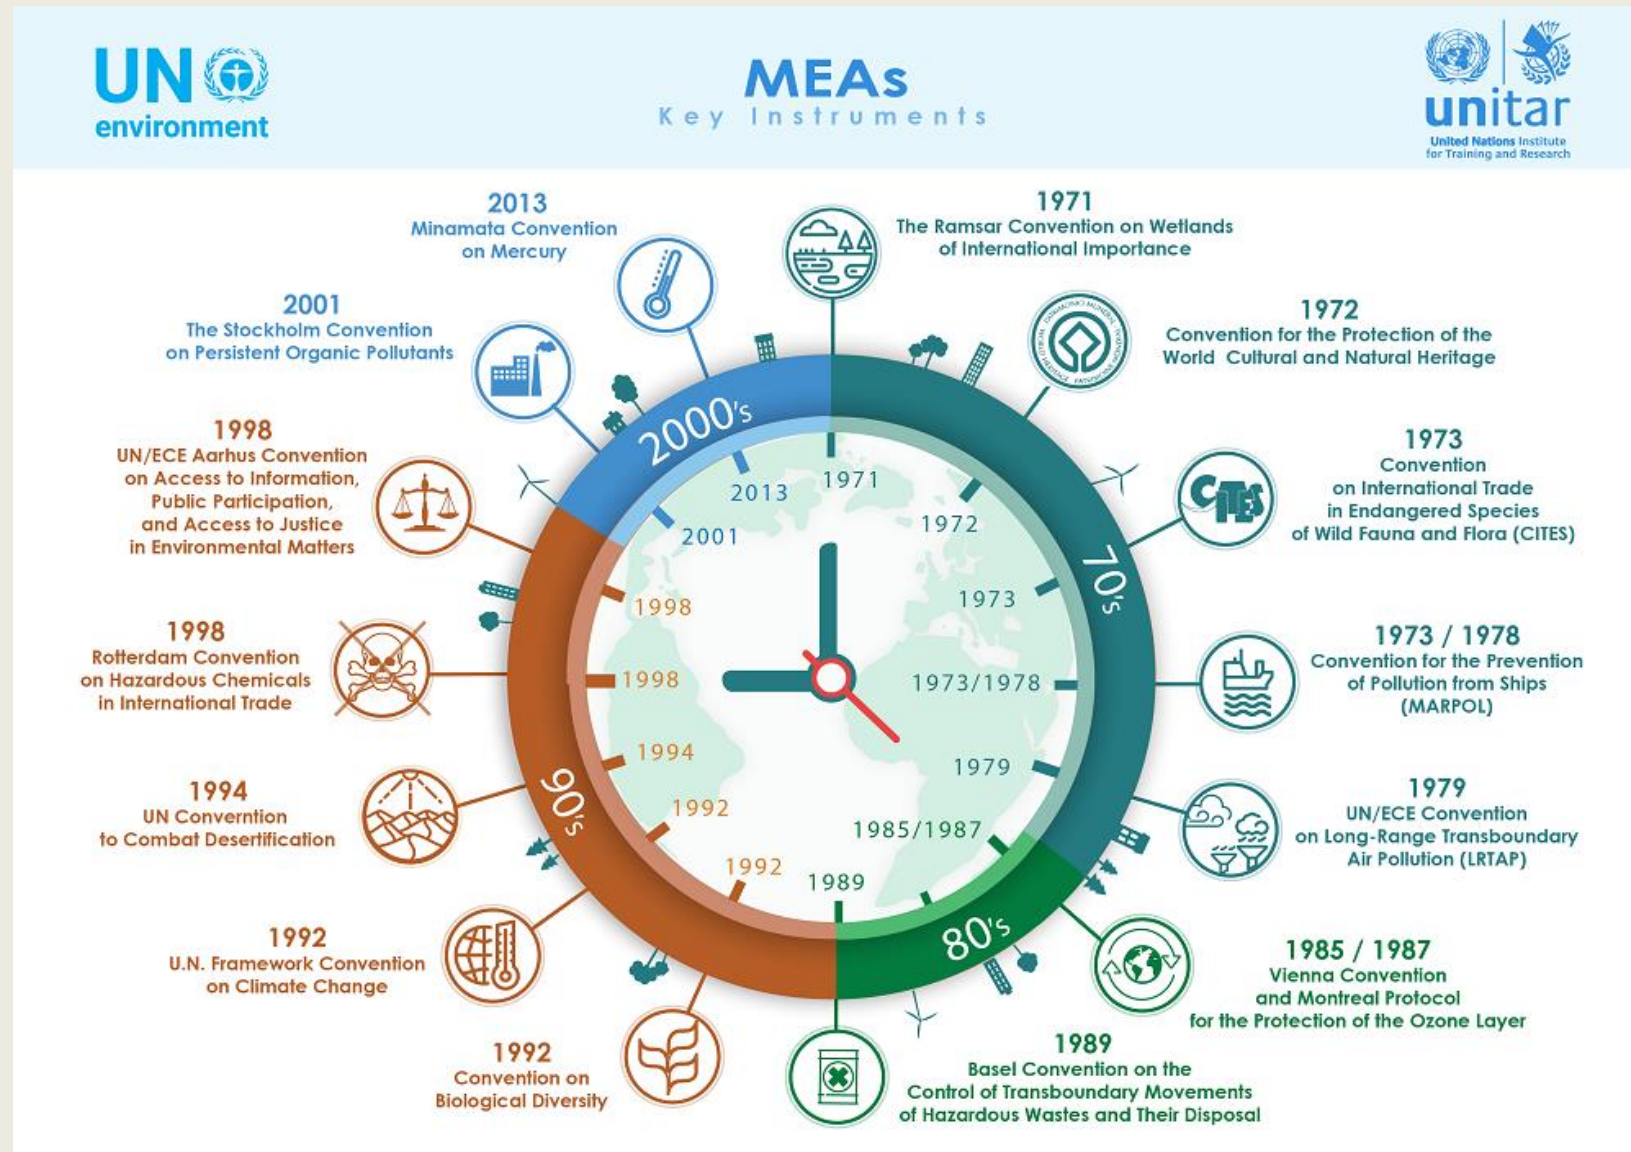 UN
environment
MEAs
Key Instruments
unitar
United Nations Institute
for Training and Research
1971
The Ramsar Convention on Wetlands
of International Importance
1972
Convention for the Protection of the
World Cultural and Natural Heritage
1973
Convention
on International Trade
in Endangered Species
of Wild Fauna and Flora (CITES)
1973 / 1978
Convention for the Prevention
of Pollution from Ships
(MARPOL)
1979
UN/ECE Convention
on Long-Range Transboundary
Air Pollution (LRTAP)
1985 / 1987
Vienna Convention
and Montreal Protocol
for the Protection of the Ozone Layer
1989
Basel Convention on the
Control of Transboundary Movements
of Hazardous Wastes and Their Disposal
1992
Convention on
Biological Diversity
1992
U.N. Framework Convention
on Climate Change
1994
UN Converntion
to Combat Desertification
1998
Rotterdam Convention
on Hazardous Chemicals
in International Trade
1998
UN/ECE Aarhus Convention
on Access to Information,
Public Participation,
and Access to Justice
in Environmental Matters
2001
The Stockholm Convention
on Persistent Organic Pollutants
2013
Minamata Convention
on Mercury
CITES
70's
80's
90's
2000's
1971
1972
1973
1973/1978
1979
1985/1987
1989
1992
1992
1994
1998
1998
2001
2013